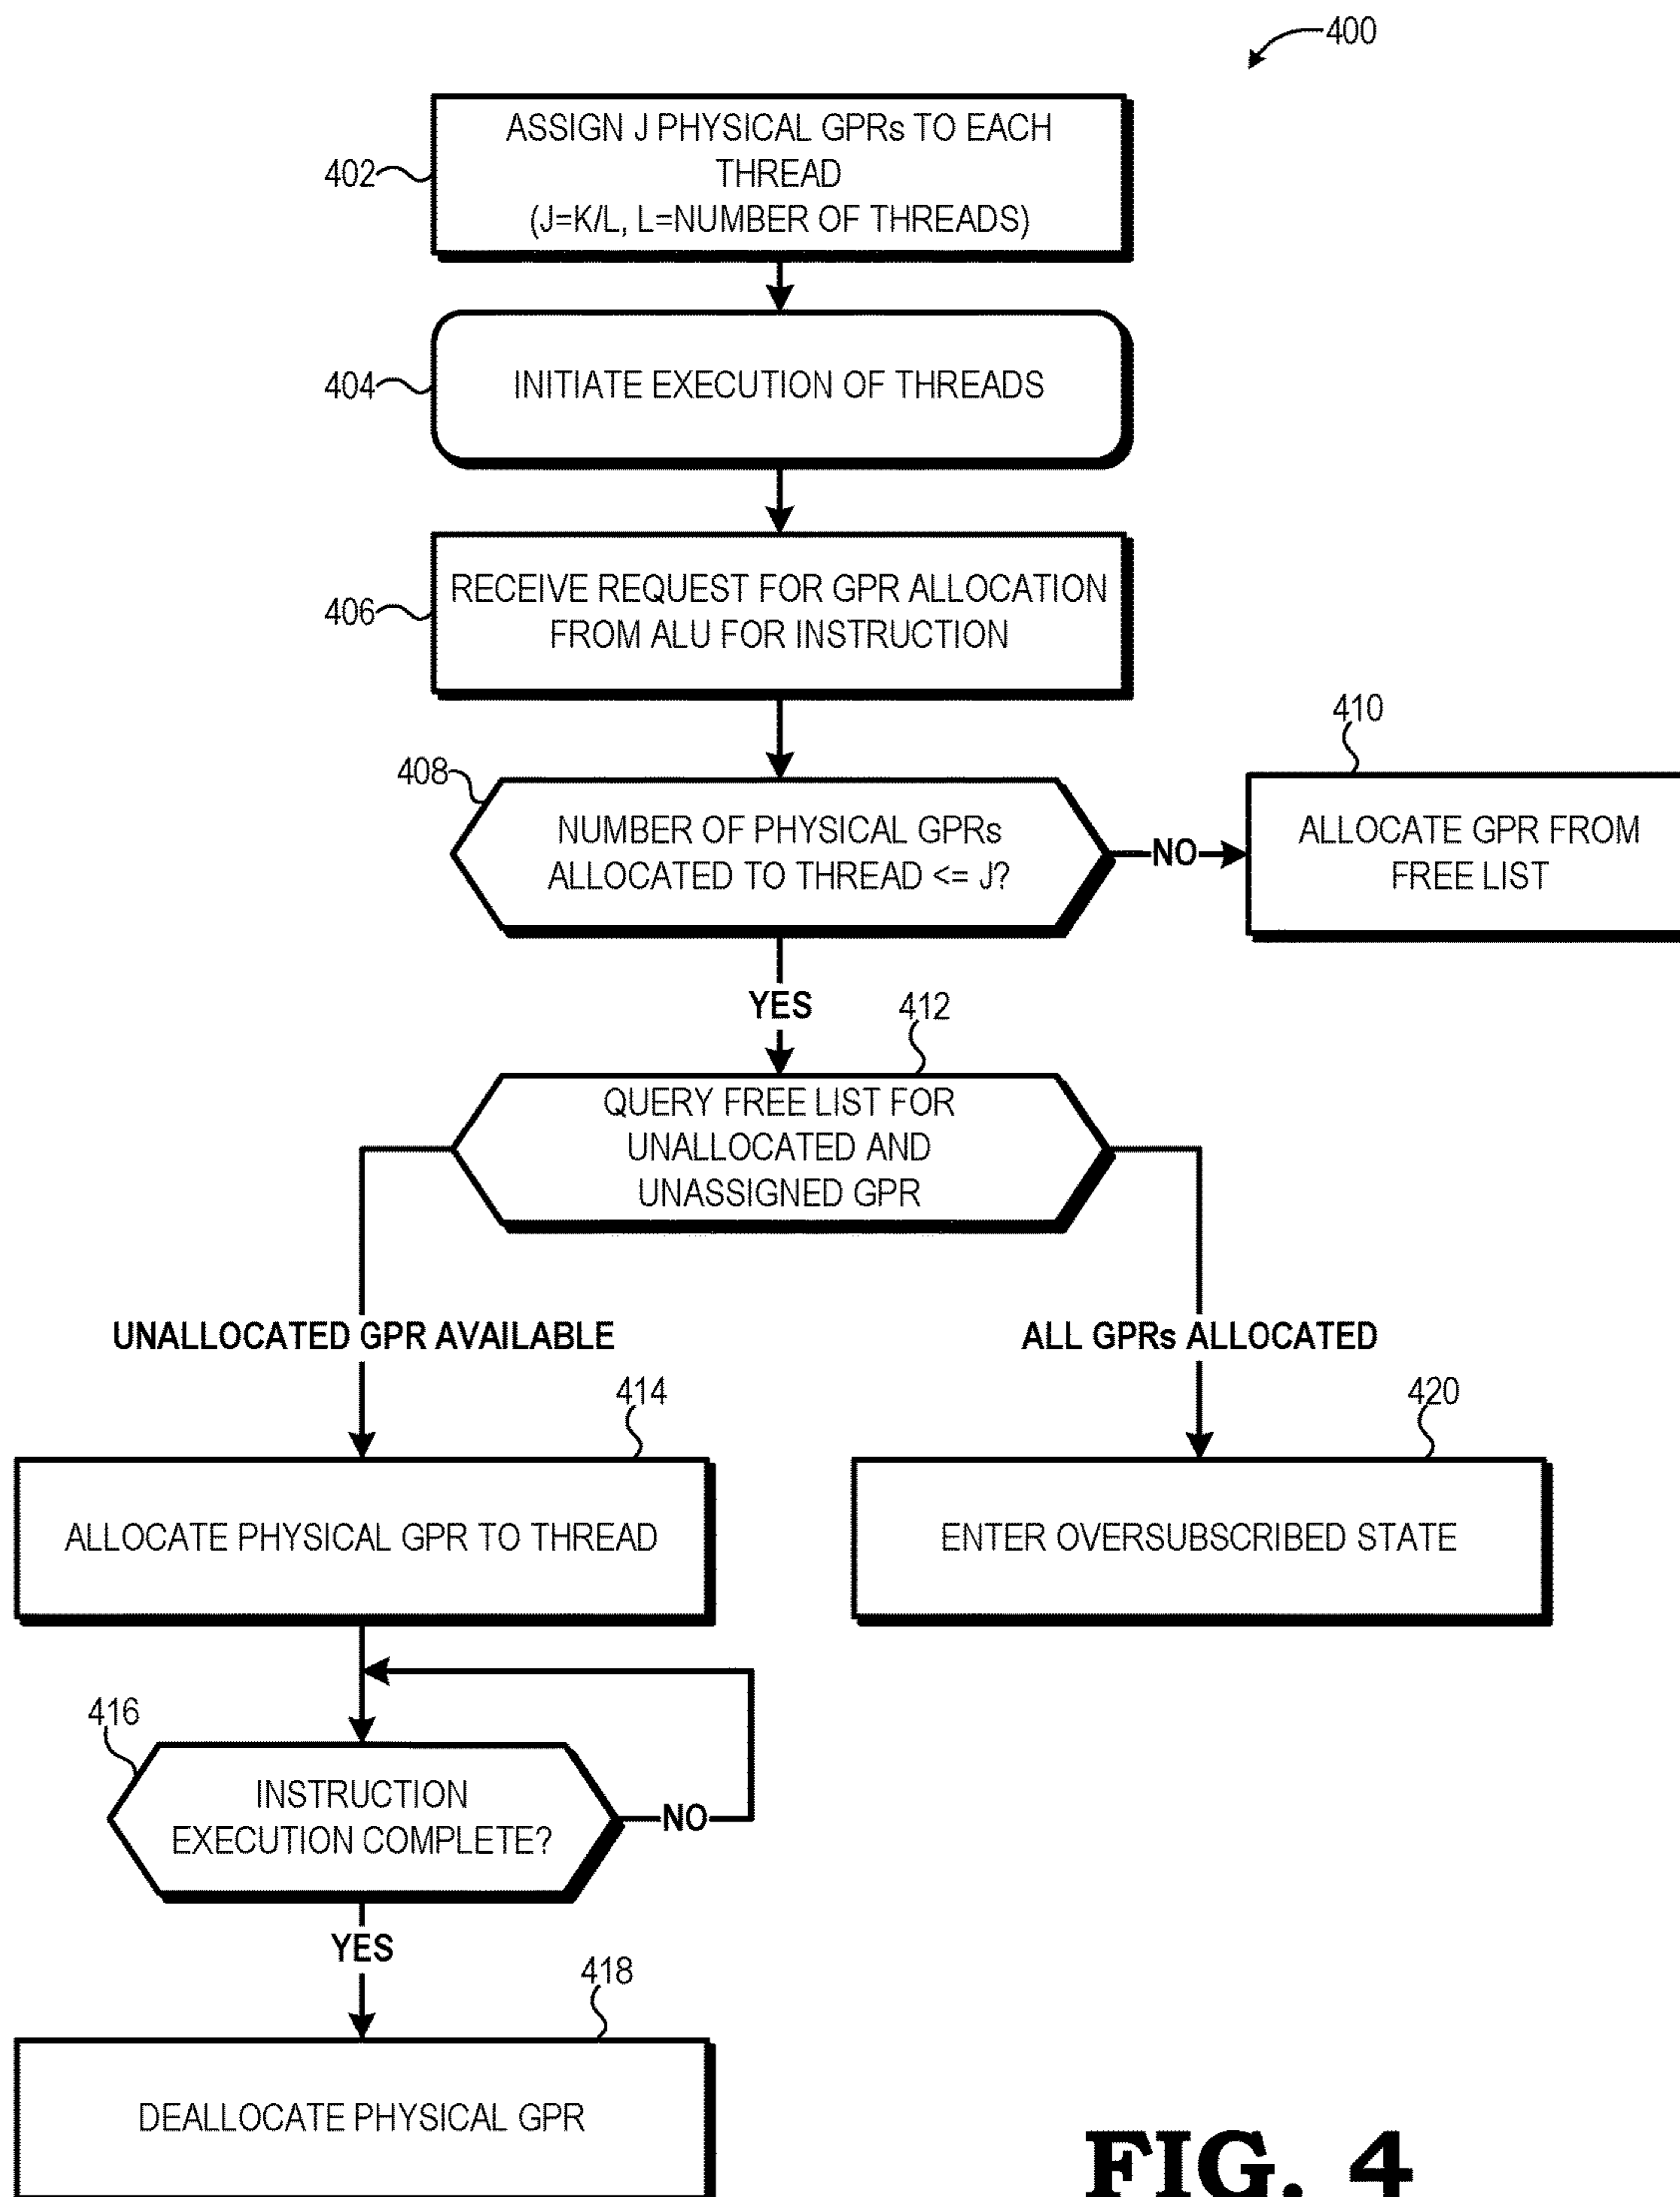 400
402
ASSIGN J PHYSICAL GPRs TO EACH
THREAD
(J=K/L, L=NUMBER OF THREADS)
404
INITIATE EXECUTION OF THREADS
406
RECEIVE REQUEST FOR GPR ALLOCATION
FROM ALU FOR INSTRUCTION
408
NUMBER OF PHYSICAL GPRs
ALLOCATED TO THREAD <= J?
NO
410
ALLOCATE GPR FROM
FREE LIST
YES
412
QUERY FREE LIST FOR
UNALLOCATED AND
UNASSIGNED GPR
UNALLOCATED GPR AVAILABLE
ALL GPRs ALLOCATED
414
ALLOCATE PHYSICAL GPR TO THREAD
420
ENTER OVERSUBSCRIBED STATE
416
INSTRUCTION
EXECUTION COMPLETE?
NO
YES
418
DEALLOCATE PHYSICAL GPR
FIG. 4